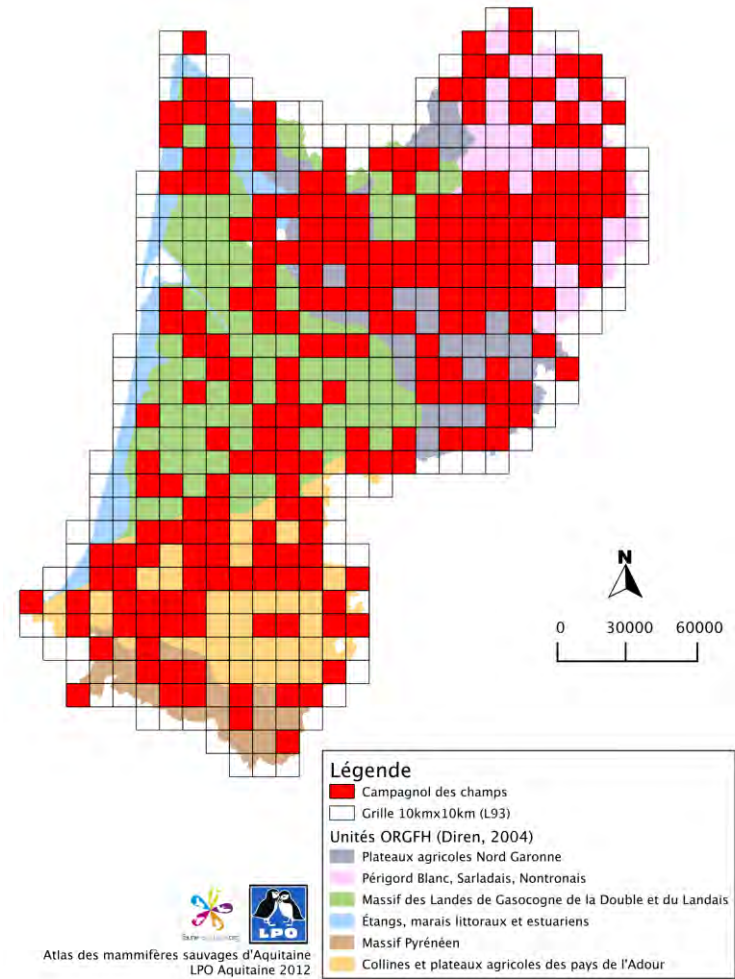 N
0 30000 60000
Légende
Campagnol des champs
Grille 10kmx10km (L93)
Unités ORGFH (Diren, 2004)
Plateaux agricoles Nord Garonne
Périgord Blanc, Sarladais, Nontronais
Massif des Landes de Gasocogne de la Double et du Landais
Étangs, marais littoraux et estuariens
Massif Pyrénéen
Collines et plateaux agricoles des pays de l'Adour
LPO
Atlas des mammifères sauvages d'Aquitaine
LPO Aquitaine 2012